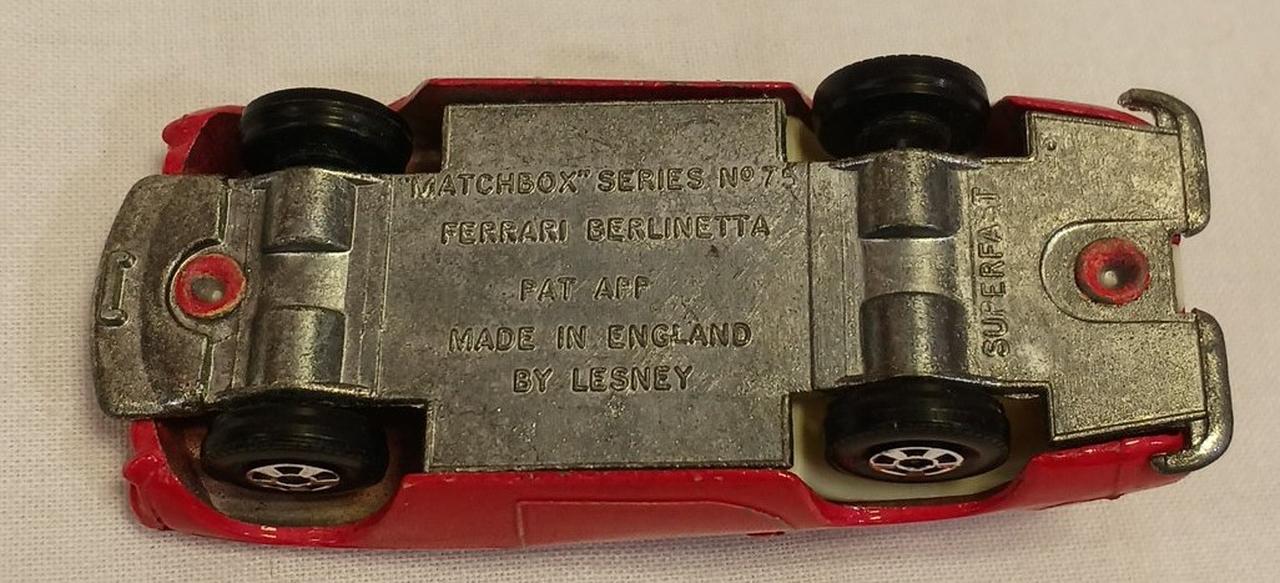 "MATCHBOX" SERIES Nº 75
FERRARI BERLINETTA
PAT APP
MADE IN ENGLAND
BY LESNEY
SUPERFAST